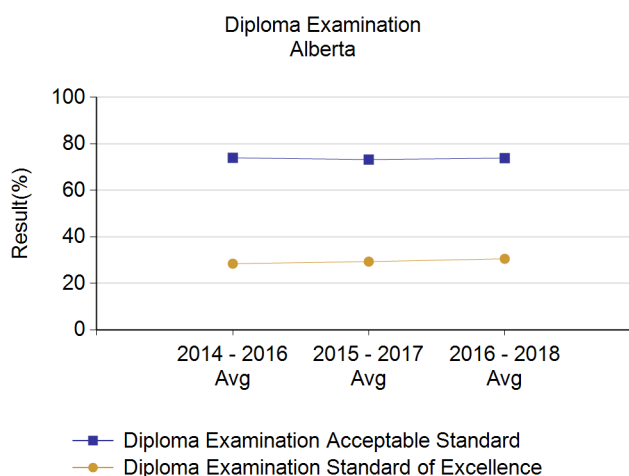 Diploma Examination
Alberta
Result(%)
100
80
60
40
20
0
2014 - 2016
Avg
2015 - 2017
Avg
2016 - 2018
Avg
Diploma Examination Acceptable Standard
Diploma Examination Standard of Excellence